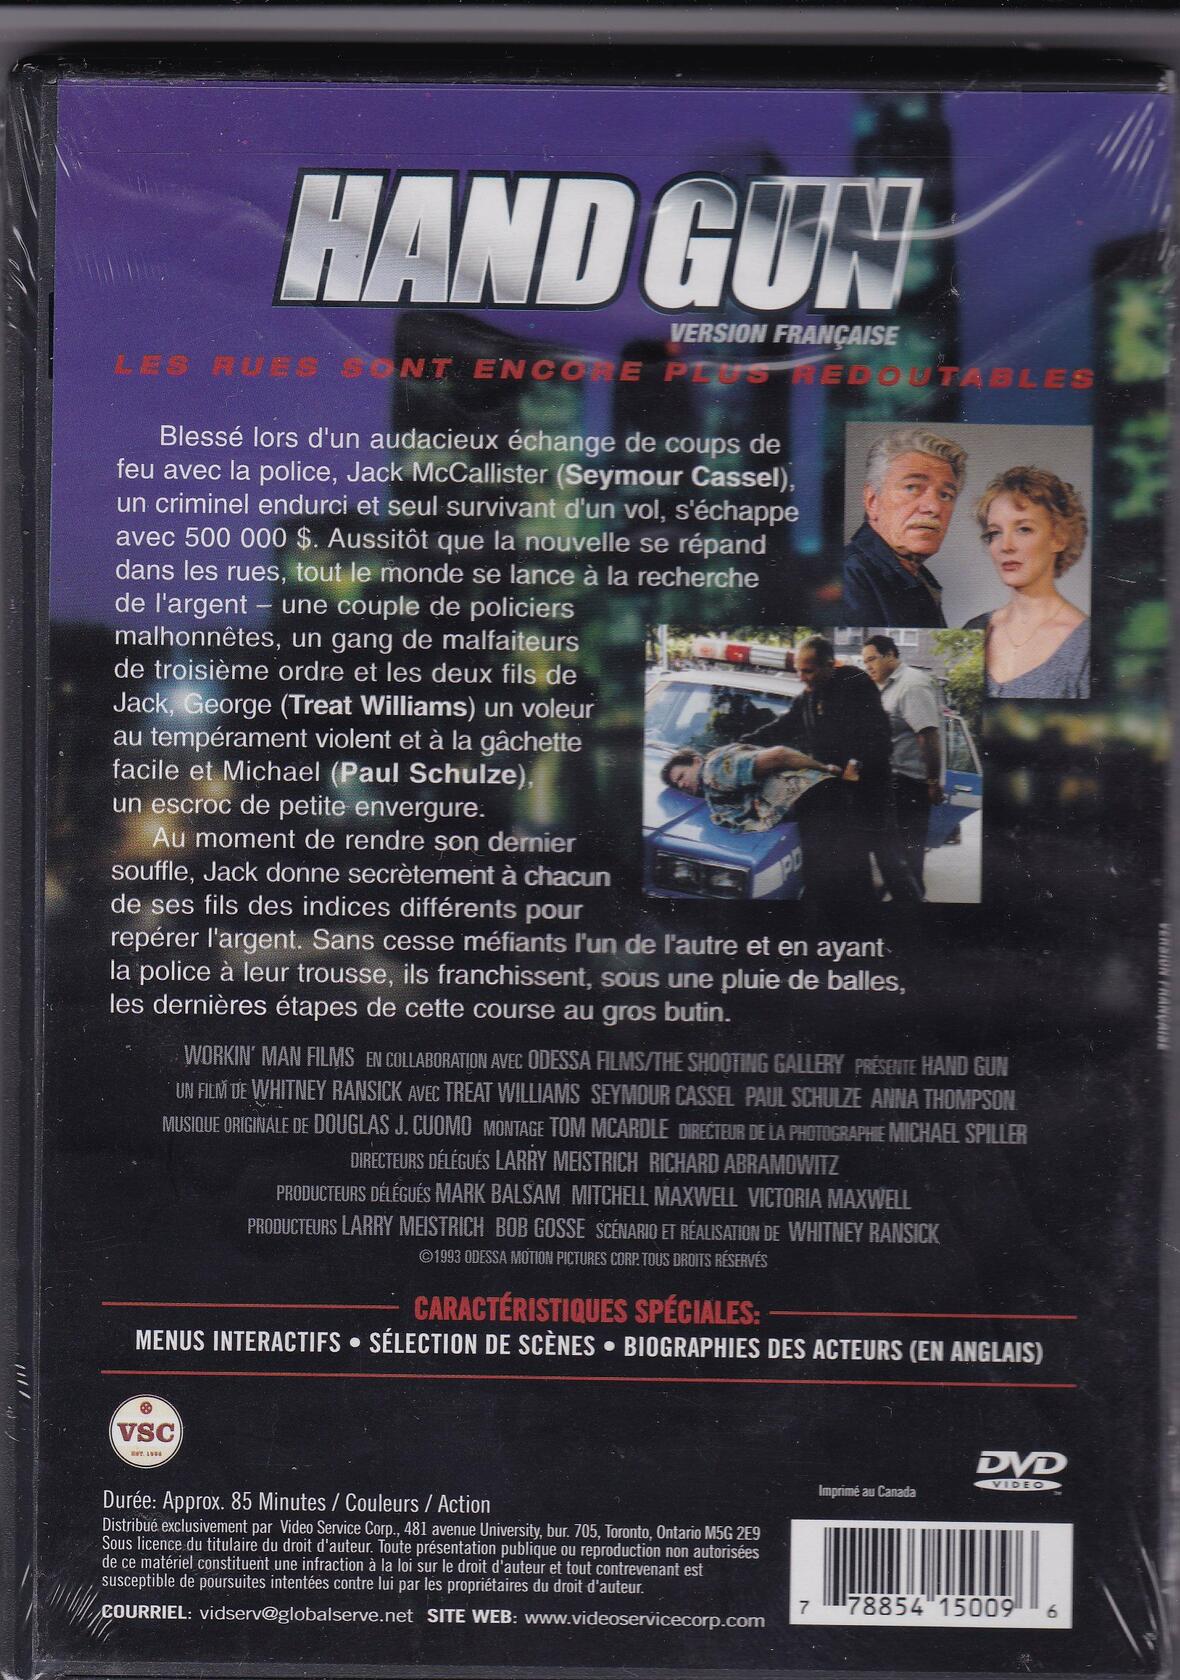 HAND GUN
VERSION FRANÇAISE
LES RUES SONT ENCORE PLUS REDOUTABLES
Blessé lors d'un audacieux échange de coups de
feu avec la police, Jack McCallister (Seymour Cassel),
un criminel endurci et seul survivant d'un vol, s'échappe
avec 500 000 $. Aussitôt que la nouvelle se répand
dans les rues, tout le monde se lance à la recherche
de l'argent – une couple de policiers
malhonnêtes, un gang de malfaiteurs
de troisième ordre et les deux fils de
Jack, George (Treat Williams) un voleur
au tempérament violent et à la gâchette
facile et Michael (Paul Schulze),
un escroc de petite envergure.
Au moment de rendre son dernier
souffle, Jack donne secrètement à chacun
de ses fils des indices différents pour
repérer l'argent. Sans cesse méfiants l'un de l'autre et en ayant
la police à leur trousse, ils franchissent, sous une pluie de balles,
les dernières étapes de cette course au gros butin.
WORKIN' MAN FILMS EN COLLABORATION AVEC ODESSA FILMS/THE SHOOTING GALLERY PRÉSENTE HAND GUN
UN FILM DE WHITNEY RANSICK AVEC TREAT WILLIAMS SEYMOUR CASSEL PAUL SCHULZE ANNA THOMPSON
MUSIQUE ORIGINALE DE DOUGLAS J. CUOMO MONTAGE TOM MCARDLE DIRECTEUR DE LA PHOTOGRAPHIE MICHAEL SPILLER
DIRECTEURS DÉLÉGUÉS LARRY MEISTRICH RICHARD ABRAMOWITZ
PRODUCTEURS DÉLÉGUÉS MARK BALSAM MITCHELL MAXWELL VICTORIA MAXWELL
PRODUCTEURS LARRY MEISTRICH BOB GOSSE SCÉNARIO ET RÉALISATION DE WHITNEY RANSICK
©1993 ODESSA MOTION PICTURES CORP. TOUS DROITS RÉSERVÉS
CARACTÉRISTIQUES SPÉCIALES:
MENUS INTERACTIFS • SÉLECTION DE SCÈNES • BIOGRAPHIES DES ACTEURS (EN ANGLAIS)
VSC
DVD
VIDEO
Imprimé au Canada
Durée: Approx. 85 Minutes / Couleurs / Action
Distribué exclusivement par Video Service Corp., 481 avenue University, bur. 705, Toronto, Ontario M5G 2E9
Sous licence du titulaire du droit d'auteur. Toute présentation publique ou reproduction non autorisées
de ce matériel constituent une infraction à la loi sur le droit d'auteur et tout contrevenant est
susceptible de poursuites intentées contre lui par les propriétaires du droit d'auteur.
COURRIEL: vidserv@globalserve.net SITE WEB: www.videoservicecorp.com
7 78854 15009 6
VERSION FRANÇAISE